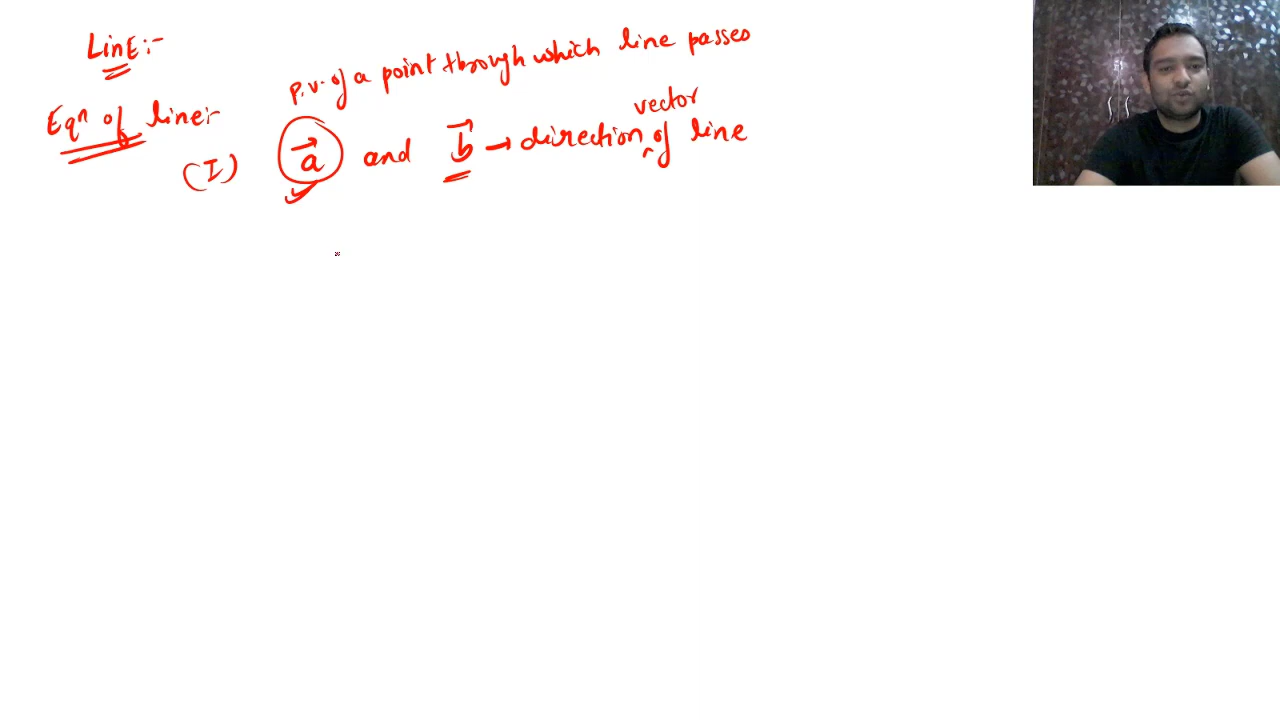 LinE:-
p.v. of a point through which line passes
Eqⁿ of line:-
vector
(I) a⃗ and b⃗ → direction ‸ of line